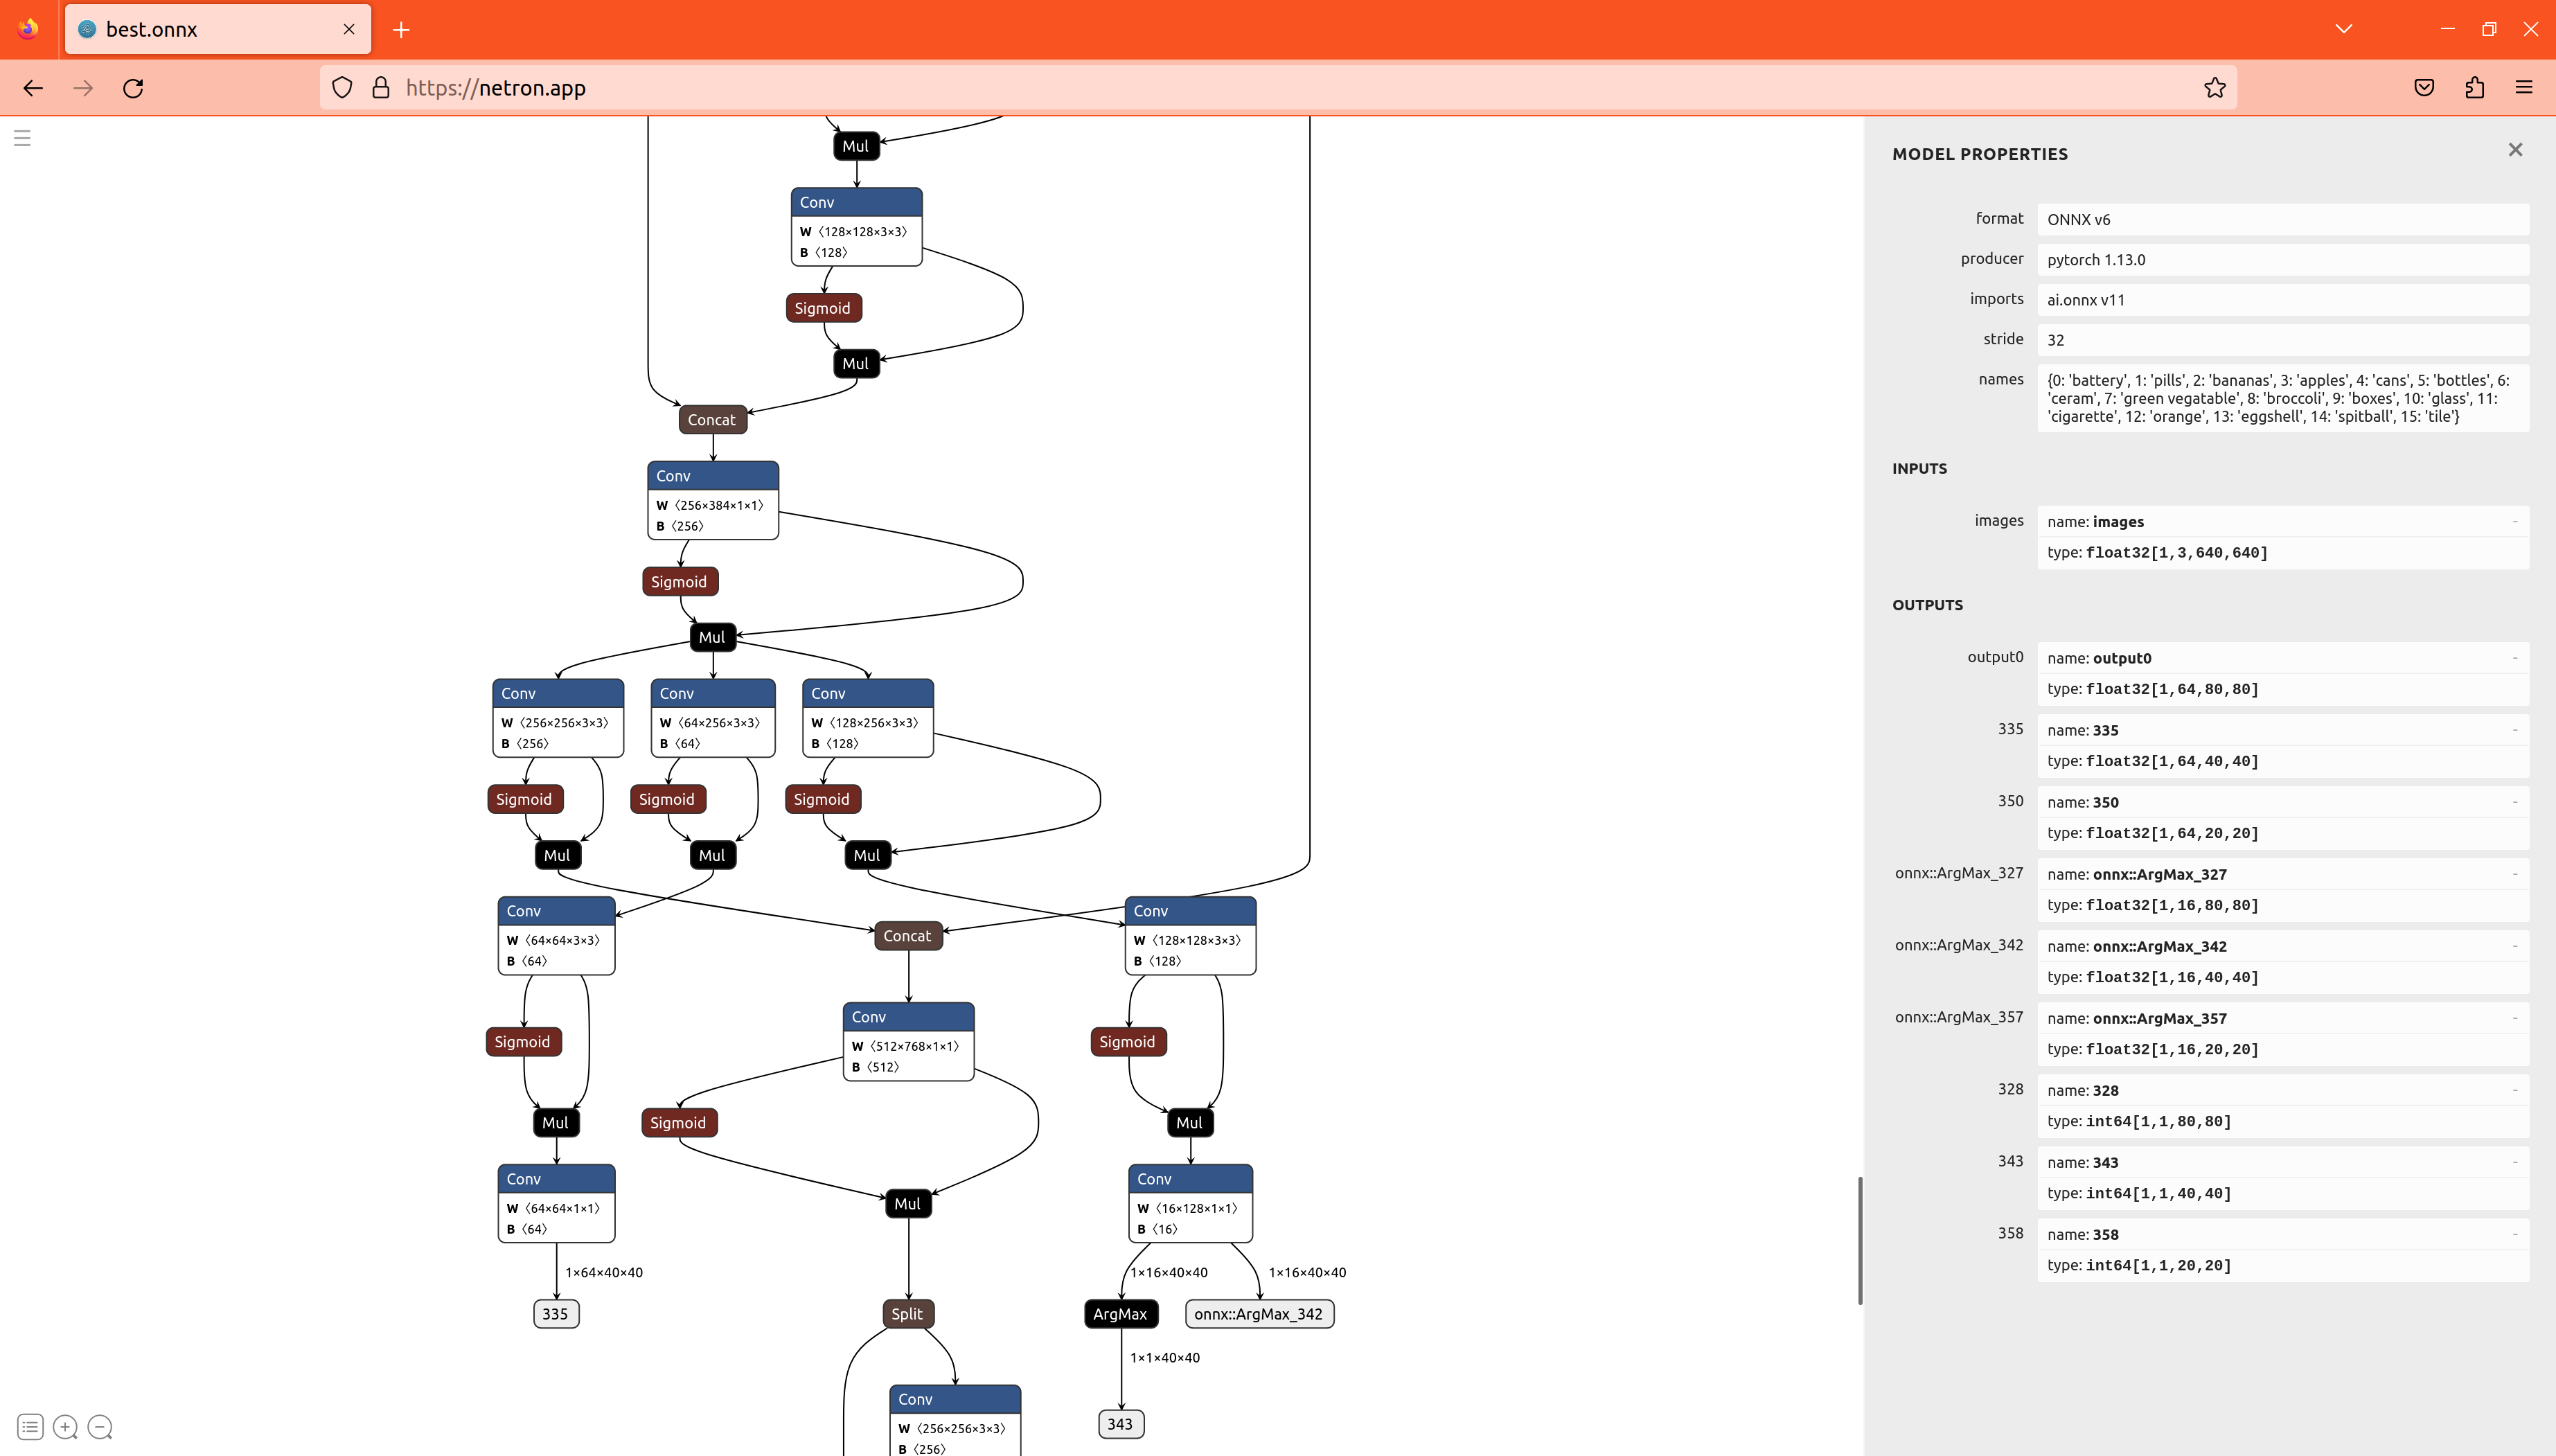 best.onnx
https://netron.app
Mul
Conv
W 〈128×128×3×3〉
B 〈128〉
Sigmoid
Mul
Concat
Conv
W 〈256×384×1×1〉
B 〈256〉
Sigmoid
Mul
Conv
W 〈256×256×3×3〉
B 〈256〉
Conv
W 〈64×256×3×3〉
B 〈64〉
Conv
W 〈128×256×3×3〉
B 〈128〉
Sigmoid
Sigmoid
Sigmoid
Mul
Mul
Mul
Conv
W 〈64×64×3×3〉
B 〈64〉
Concat
Conv
W 〈128×128×3×3〉
B 〈128〉
Sigmoid
Conv
W 〈512×768×1×1〉
B 〈512〉
Sigmoid
Mul
Sigmoid
Mul
Conv
W 〈64×64×1×1〉
B 〈64〉
Mul
Conv
W 〈16×128×1×1〉
B 〈16〉
1×64×40×40
1×16×40×40
1×16×40×40
335
Split
ArgMax
onnx::ArgMax_342
1×1×40×40
Conv
W 〈256×256×3×3〉
B 〈256〉
343
MODEL PROPERTIES
format ONNX v6
producer pytorch 1.13.0
imports ai.onnx v11
stride 32
names {0: 'battery', 1: 'pills', 2: 'bananas', 3: 'apples', 4: 'cans', 5: 'bottles', 6:
'ceram', 7: 'green vegatable', 8: 'broccoli', 9: 'boxes', 10: 'glass', 11:
'cigarette', 12: 'orange', 13: 'eggshell', 14: 'spitball', 15: 'tile'}
INPUTS
images name: images -
type: float32[1,3,640,640]
OUTPUTS
output0 name: output0 -
type: float32[1,64,80,80]
335 name: 335 -
type: float32[1,64,40,40]
350 name: 350 -
type: float32[1,64,20,20]
onnx::ArgMax_327 name: onnx::ArgMax_327 -
type: float32[1,16,80,80]
onnx::ArgMax_342 name: onnx::ArgMax_342 -
type: float32[1,16,40,40]
onnx::ArgMax_357 name: onnx::ArgMax_357 -
type: float32[1,16,20,20]
328 name: 328 -
type: int64[1,1,80,80]
343 name: 343 -
type: int64[1,1,40,40]
358 name: 358 -
type: int64[1,1,20,20]